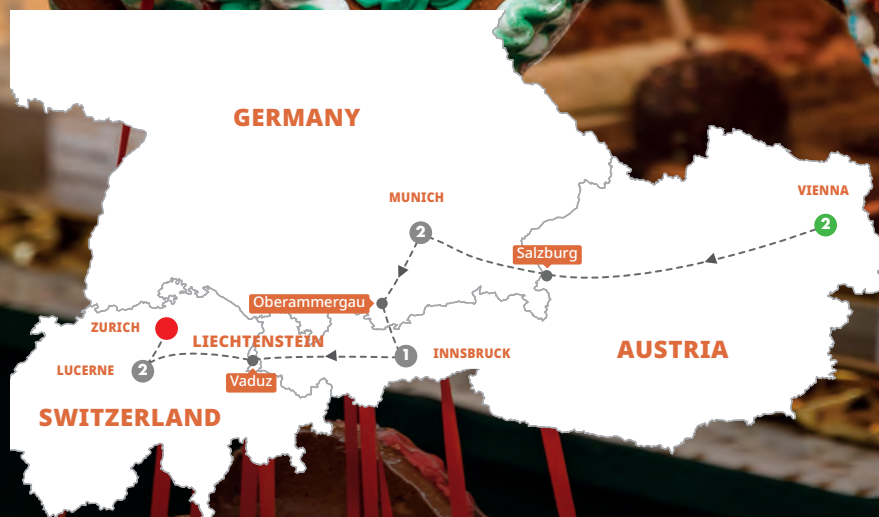 GERMANY
MUNICH
2
VIENNA
2
Salzburg
Oberammergau
ZURICH
LIECHTENSTEIN
1
INNSBRUCK
AUSTRIA
LUCERNE
2
Vaduz
SWITZERLAND